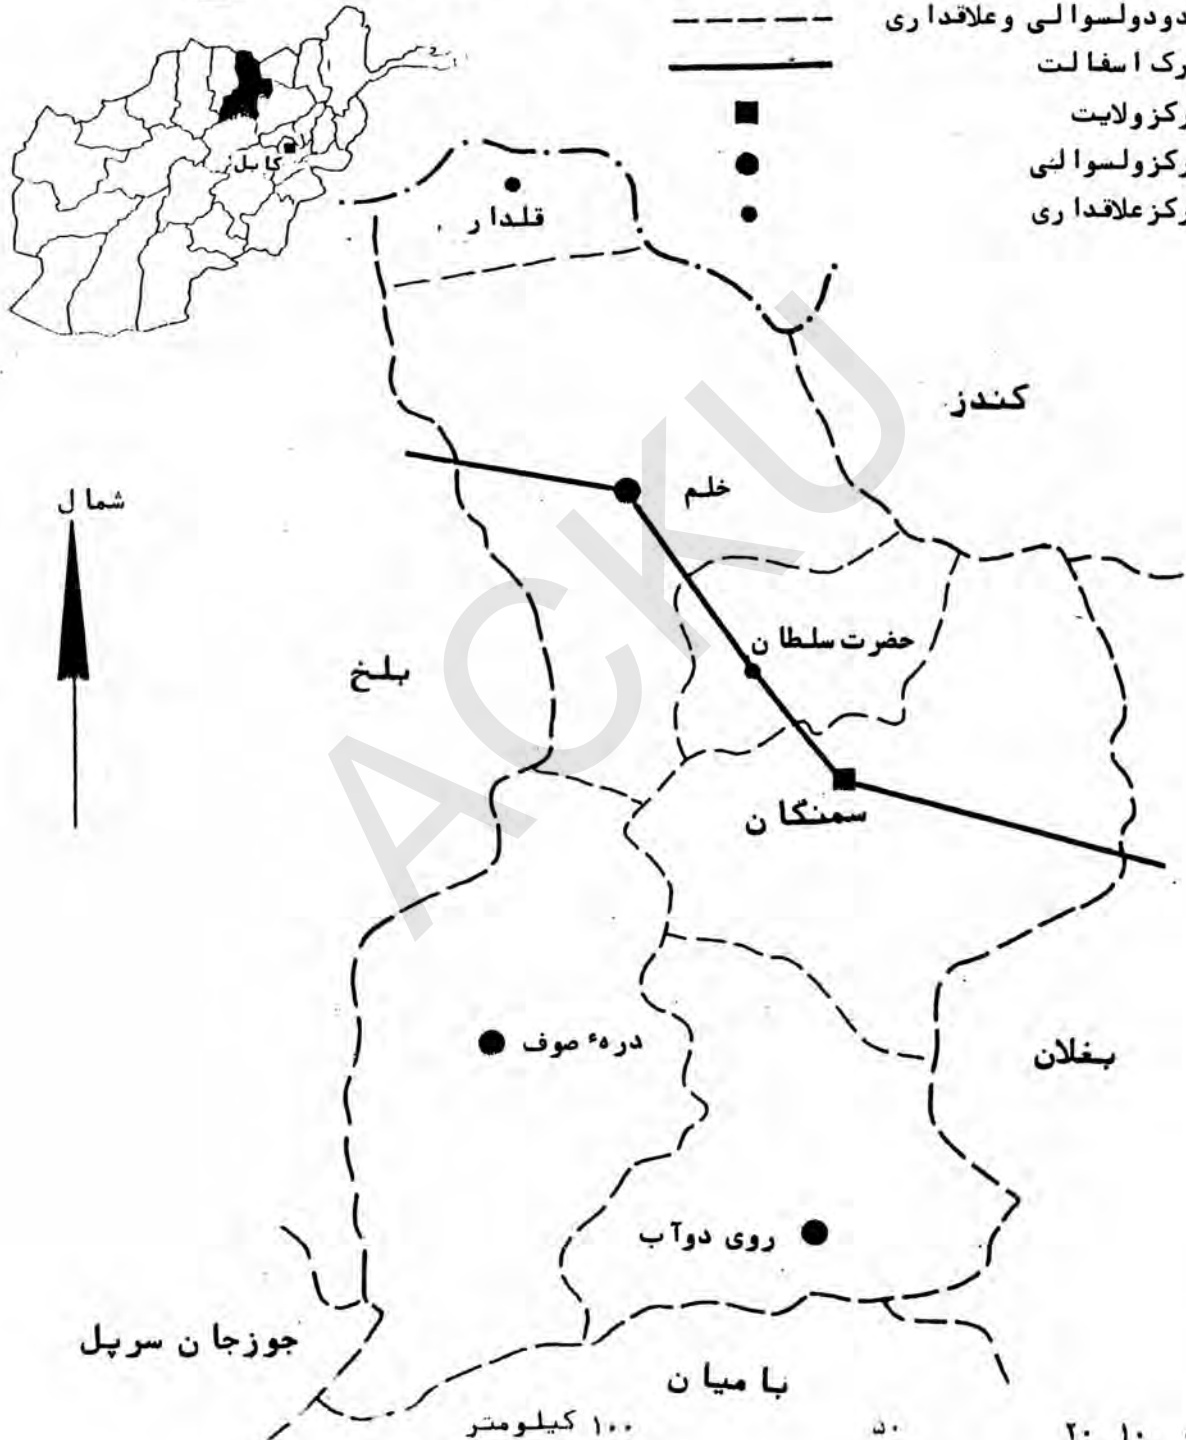 دودولسوالی وعلاقداری
رک اسفالت
رکزولایت
رکزولسوالی
رکزعلاقداری
کابل
قلدار
کندز
شمال
خلم
حضرت سلطان
بلخ
سمنگان
دره ء صوف
بغلان
روی دوآب
جوزجان سرپل
بامیان
۱۰۰ کیلومتر ۵۰ ۲۰ ۱۰
ACKU